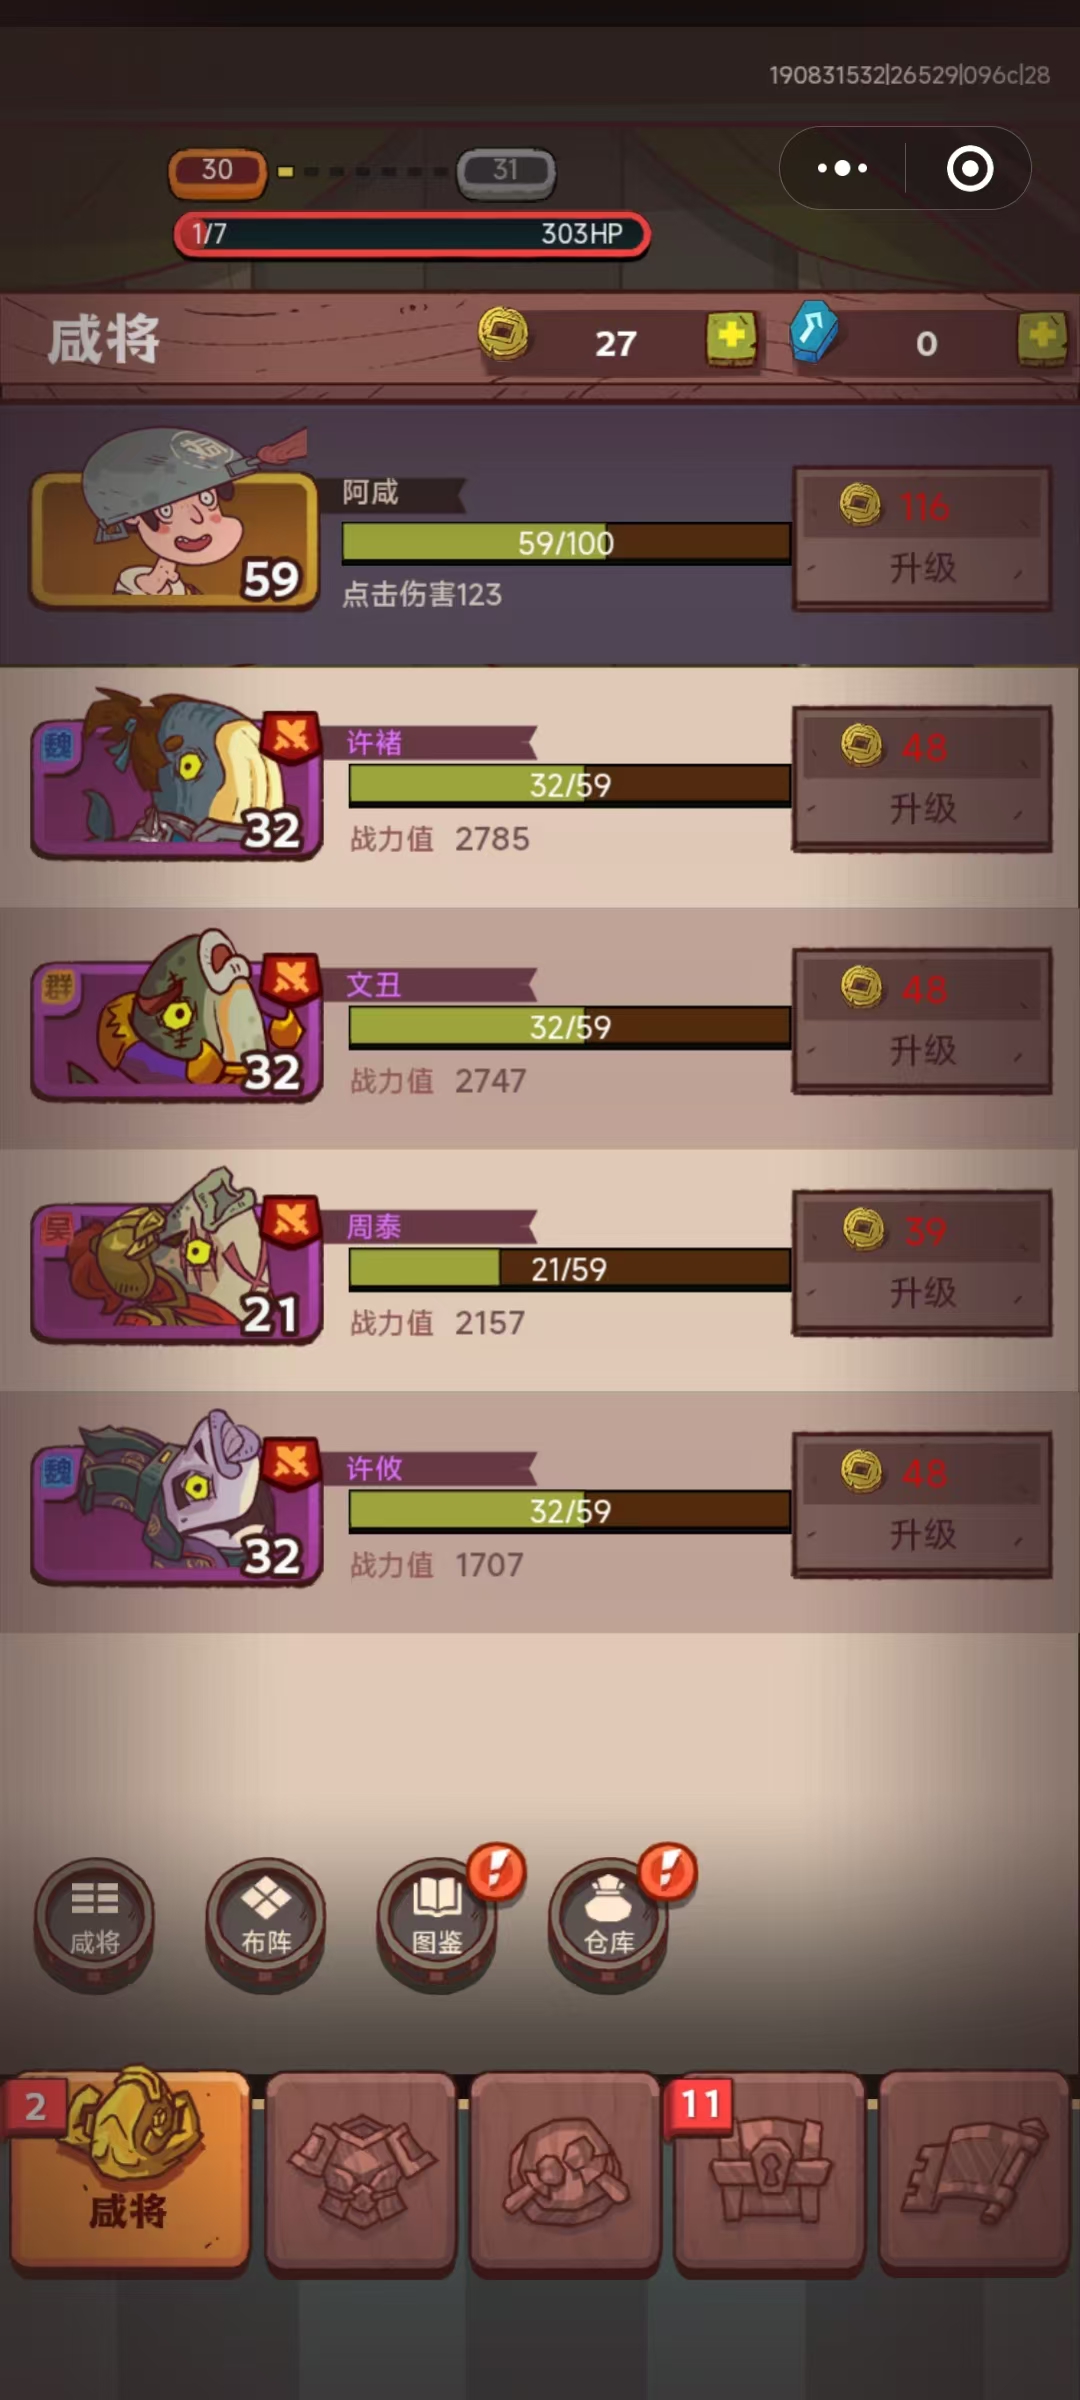 190831532|26529|096c|28
30 31
1/7 303HP
咸将 27 0
阿咸
116
59/100
59
升级
点击伤害123
魏
许褚
48
32/59
32
升级
战力值 2785
群
文丑
48
32/59
32
升级
战力值 2747
吴
周泰
39
21/59
21
升级
战力值 2157
魏
许攸
48
32/59
32
升级
战力值 1707
咸将 布阵 图鉴 仓库
2 11
咸将